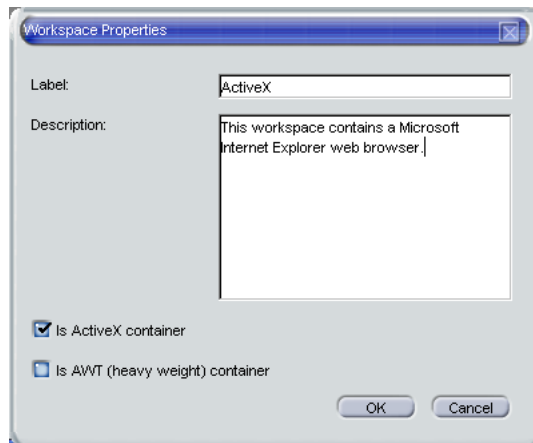 Workspace Properties
Label:
ActiveX
Description:
This workspace contains a Microsoft
Internet Explorer web browser.
Is ActiveX container
Is AWT (heavy weight) container
OK
Cancel